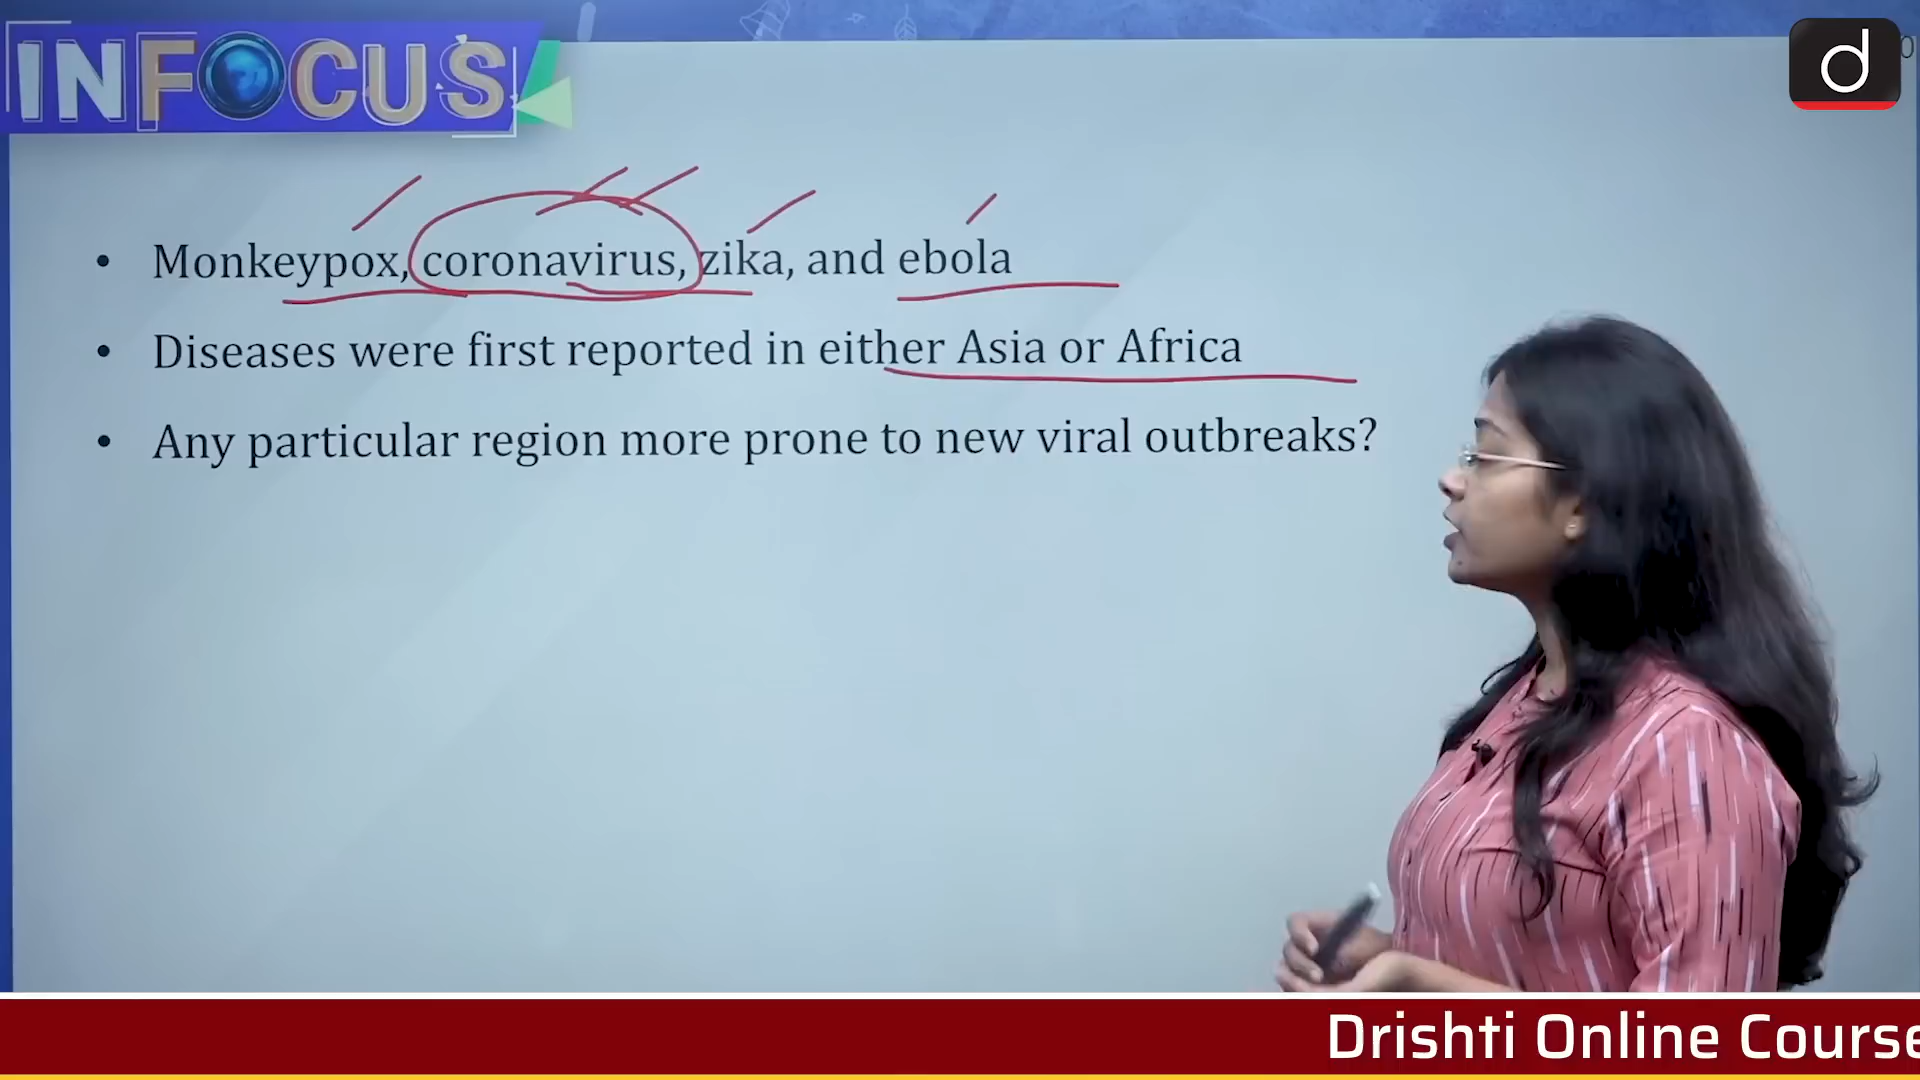 INFOCUS
d
• Monkeypox, coronavirus, zika, and ebola
• Diseases were first reported in either Asia or Africa
• Any particular region more prone to new viral outbreaks?
Drishti Online Course